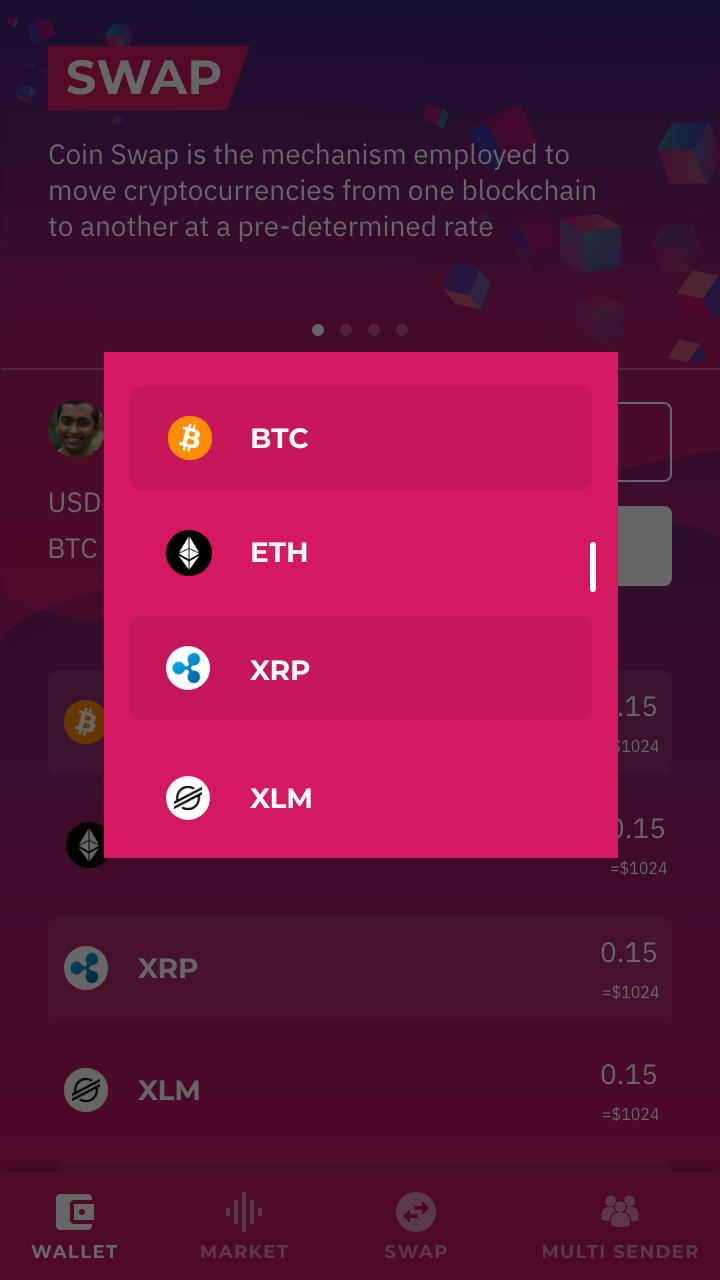 SWAP
Coin Swap is the mechanism employed to
move cryptocurrencies from one blockchain
to another at a pre-determined rate
USD
BTC
BTC
ETH
XRP
XLM
.15
$1024
0.15
=$1024
XRP
0.15
=$1024
XLM
0.15
=$1024
WALLET
MARKET
SWAP
MULTI SENDER